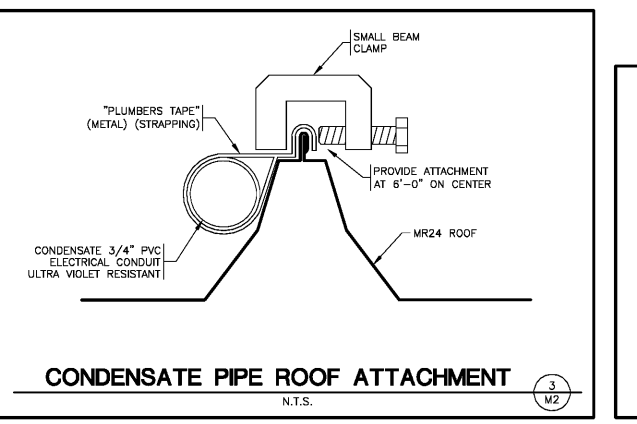 SMALL BEAM
CLAMP
"PLUMBERS TAPE"
(METAL) (STRAPPING)
PROVIDE ATTACHMENT
AT 6'-0" ON CENTER
MR24 ROOF
CONDENSATE 3/4" PVC
ELECTRICAL CONDUIT
ULTRA VIOLET RESISTANT
CONDENSATE PIPE ROOF ATTACHMENT
N.T.S.
3
M2